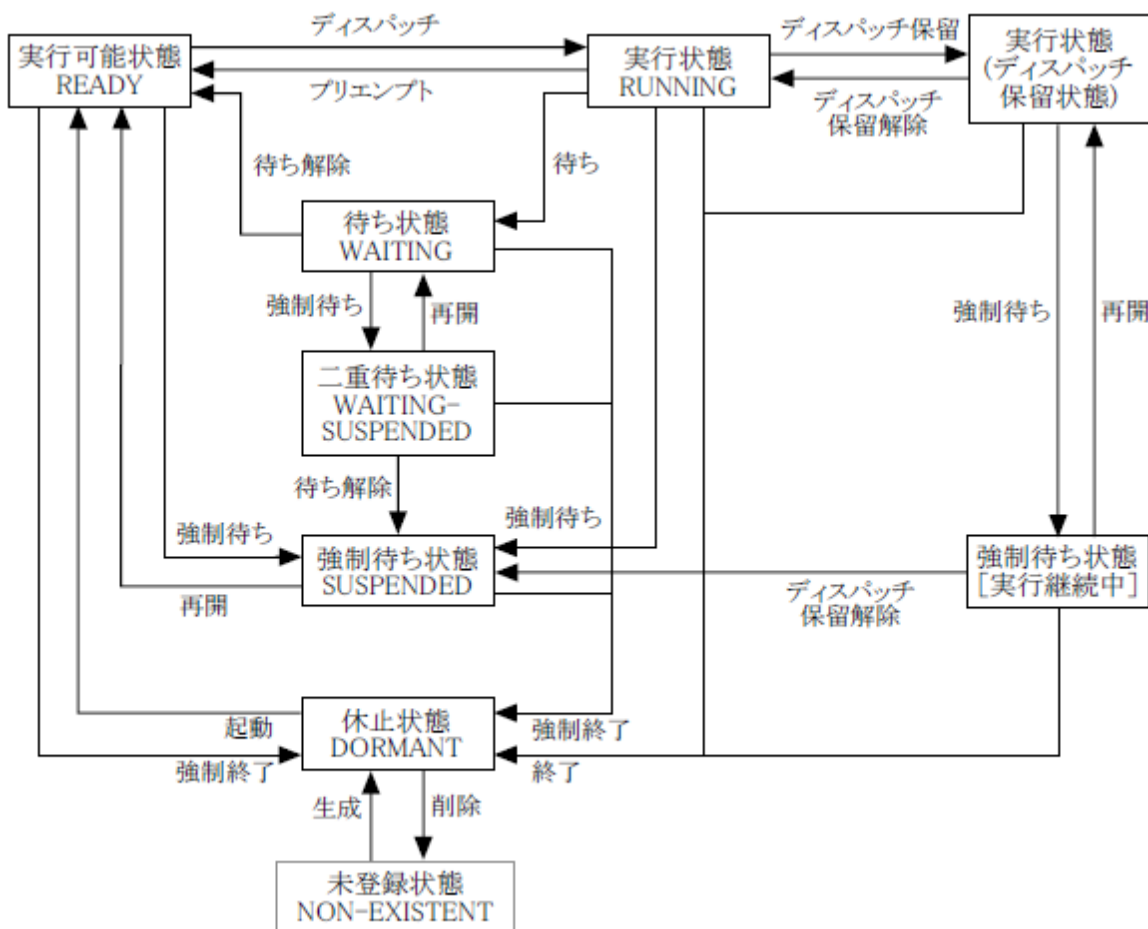 ディスパッチ
ディスパッチ保留
実行可能状態
READY
実行状態
RUNNING
実行状態
(ディスパッチ
保留状態)
プリエンプト
ディスパッチ
保留解除
待ち解除
待ち
待ち状態
WAITING
強制待ち
再開
強制待ち
再開
二重待ち状態
WAITING-
SUSPENDED
待ち解除
強制待ち
強制待ち
強制待ち状態
SUSPENDED
強制待ち状態
[実行継続中]
再開
ディスパッチ
保留解除
休止状態
DORMANT
起動
強制終了
強制終了
終了
生成
削除
未登録状態
NON-EXISTENT